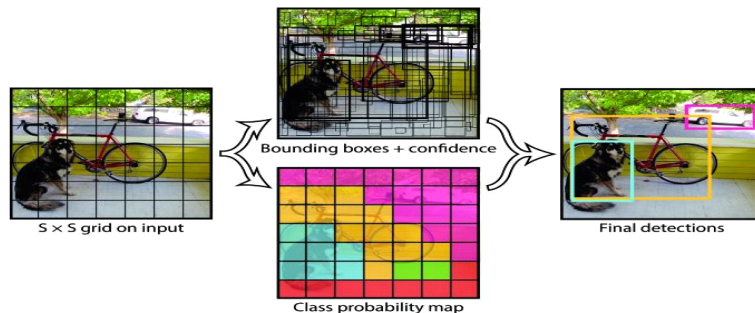 S × S grid on input
Bounding boxes + confidence
Class probability map
Final detections